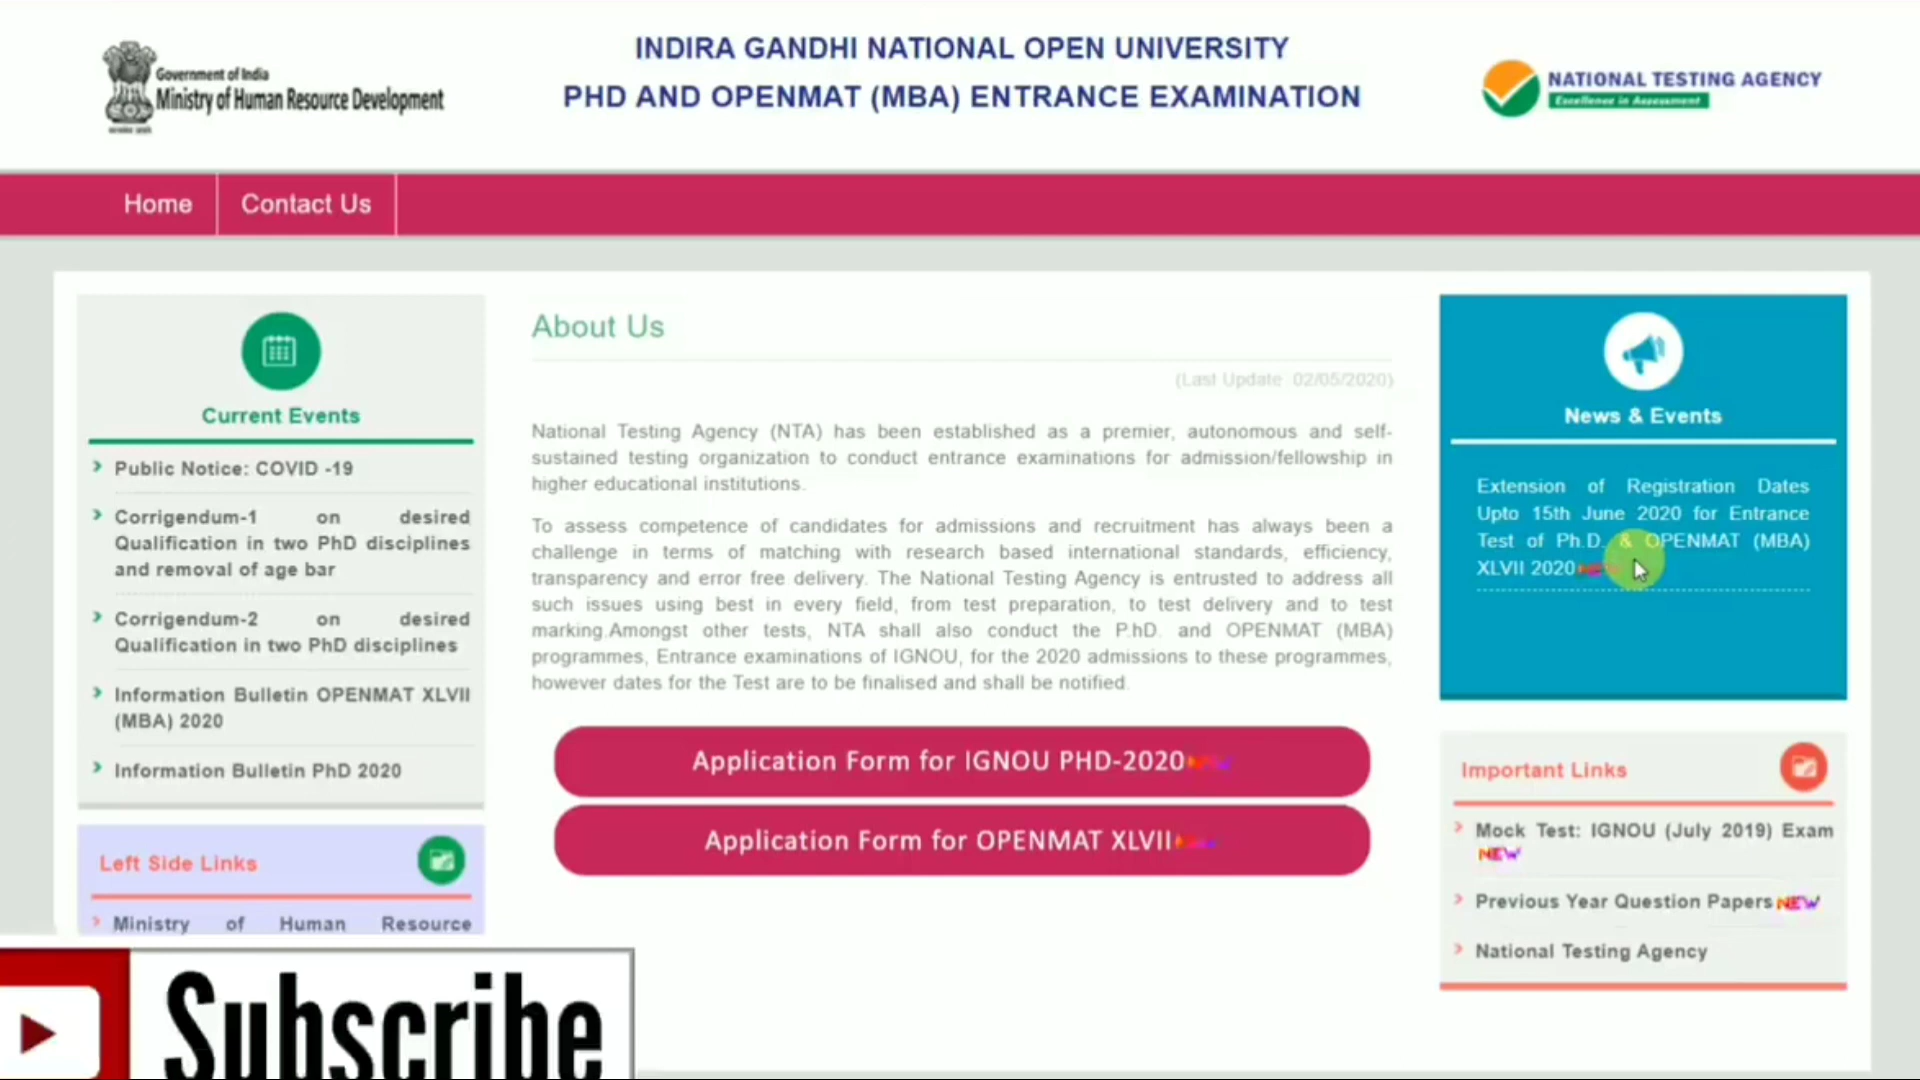 Government of India
Ministry of Human Resource Development
INDIRA GANDHI NATIONAL OPEN UNIVERSITY
PHD AND OPENMAT (MBA) ENTRANCE EXAMINATION
NATIONAL TESTING AGENCY
Excellence in Assessment
Home
Contact Us
Current Events
Public Notice: COVID -19
Corrigendum-1 on desired
Qualification in two PhD disciplines
and removal of age bar
Corrigendum-2 on desired
Qualification in two PhD disciplines
Information Bulletin OPENMAT XLVII
(MBA) 2020
Information Bulletin PhD 2020
Left Side Links
Ministry of Human Resource
About Us
(Last Update: 02/05/2020)
National Testing Agency (NTA) has been established as a premier, autonomous and self-
sustained testing organization to conduct entrance examinations for admission/fellowship in
higher educational institutions.
To assess competence of candidates for admissions and recruitment has always been a
challenge in terms of matching with research based international standards, efficiency,
transparency and error free delivery. The National Testing Agency is entrusted to address all
such issues using best in every field, from test preparation, to test delivery and to test
marking.Amongst other tests, NTA shall also conduct the P.hD. and OPENMAT (MBA)
programmes, Entrance examinations of IGNOU, for the 2020 admissions to these programmes,
however dates for the Test are to be finalised and shall be notified.
Application Form for IGNOU PHD-2020
Application Form for OPENMAT XLVII
News & Events
Extension of Registration Dates
Upto 15th June 2020 for Entrance
Test of Ph.D. & OPENMAT (MBA)
XLVII 2020
Important Links
Mock Test: IGNOU (July 2019) Exam
NEW
Previous Year Question Papers NEW
National Testing Agency
Subscribe